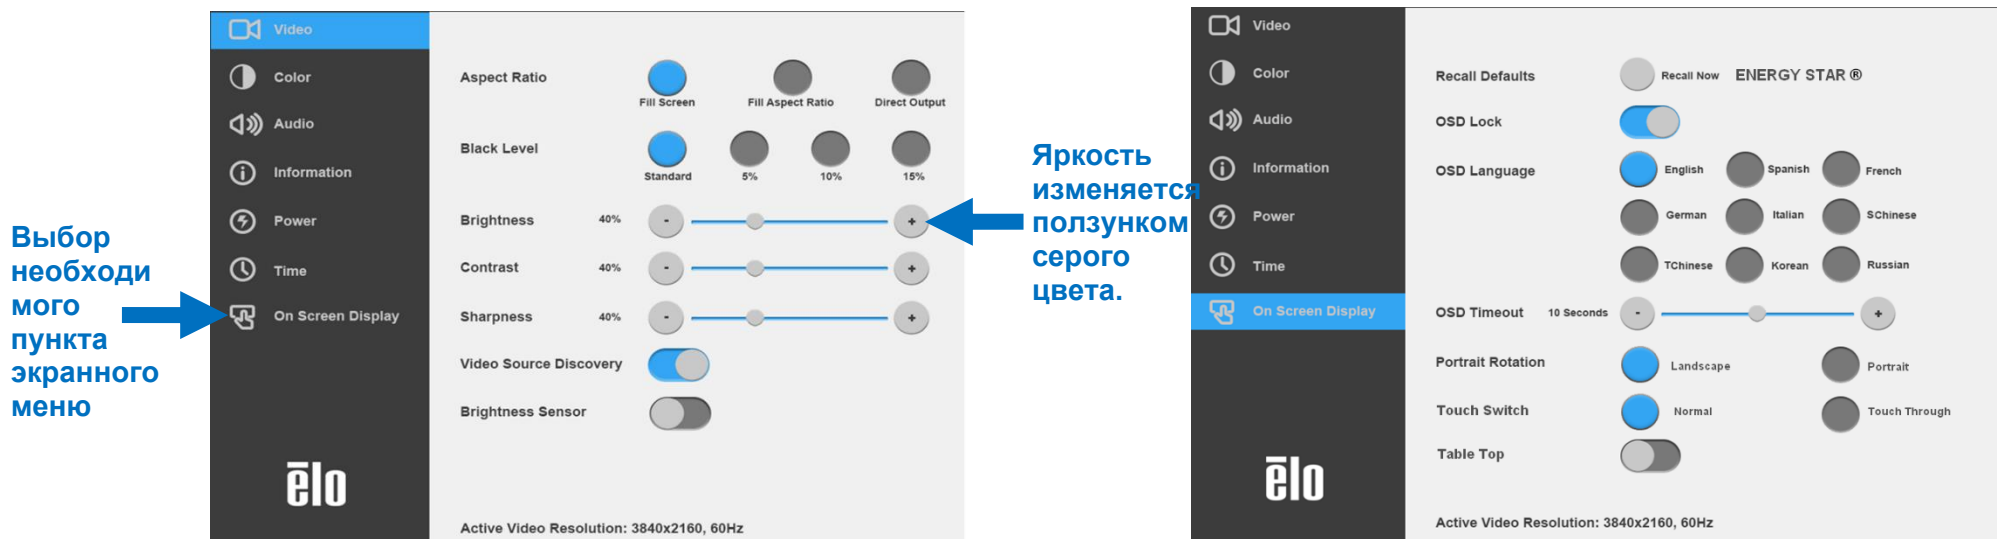 Выбор
необходи
мого
пункта
экранного
меню
Video
Color
Audio
Information
Power
Time
On Screen Display
ēlo
Aspect Ratio
Fill Screen Fill Aspect Ratio Direct Output
Black Level
Standard 5% 10% 15%
Brightness 40% - +
Contrast 40% - +
Sharpness 40% - +
Video Source Discovery
Brightness Sensor
Active Video Resolution: 3840x2160, 60Hz
Яркость
изменяется
ползунком
серого
цвета.
Video
Color
Audio
Information
Power
Time
On Screen Display
ēlo
Recall Defaults Recall Now ENERGY STAR ®
OSD Lock
OSD Language English Spanish French
German Italian SChinese
TChinese Korean Russian
OSD Timeout 10 Seconds - +
Portrait Rotation Landscape Portrait
Touch Switch Normal Touch Through
Table Top
Active Video Resolution: 3840x2160, 60Hz